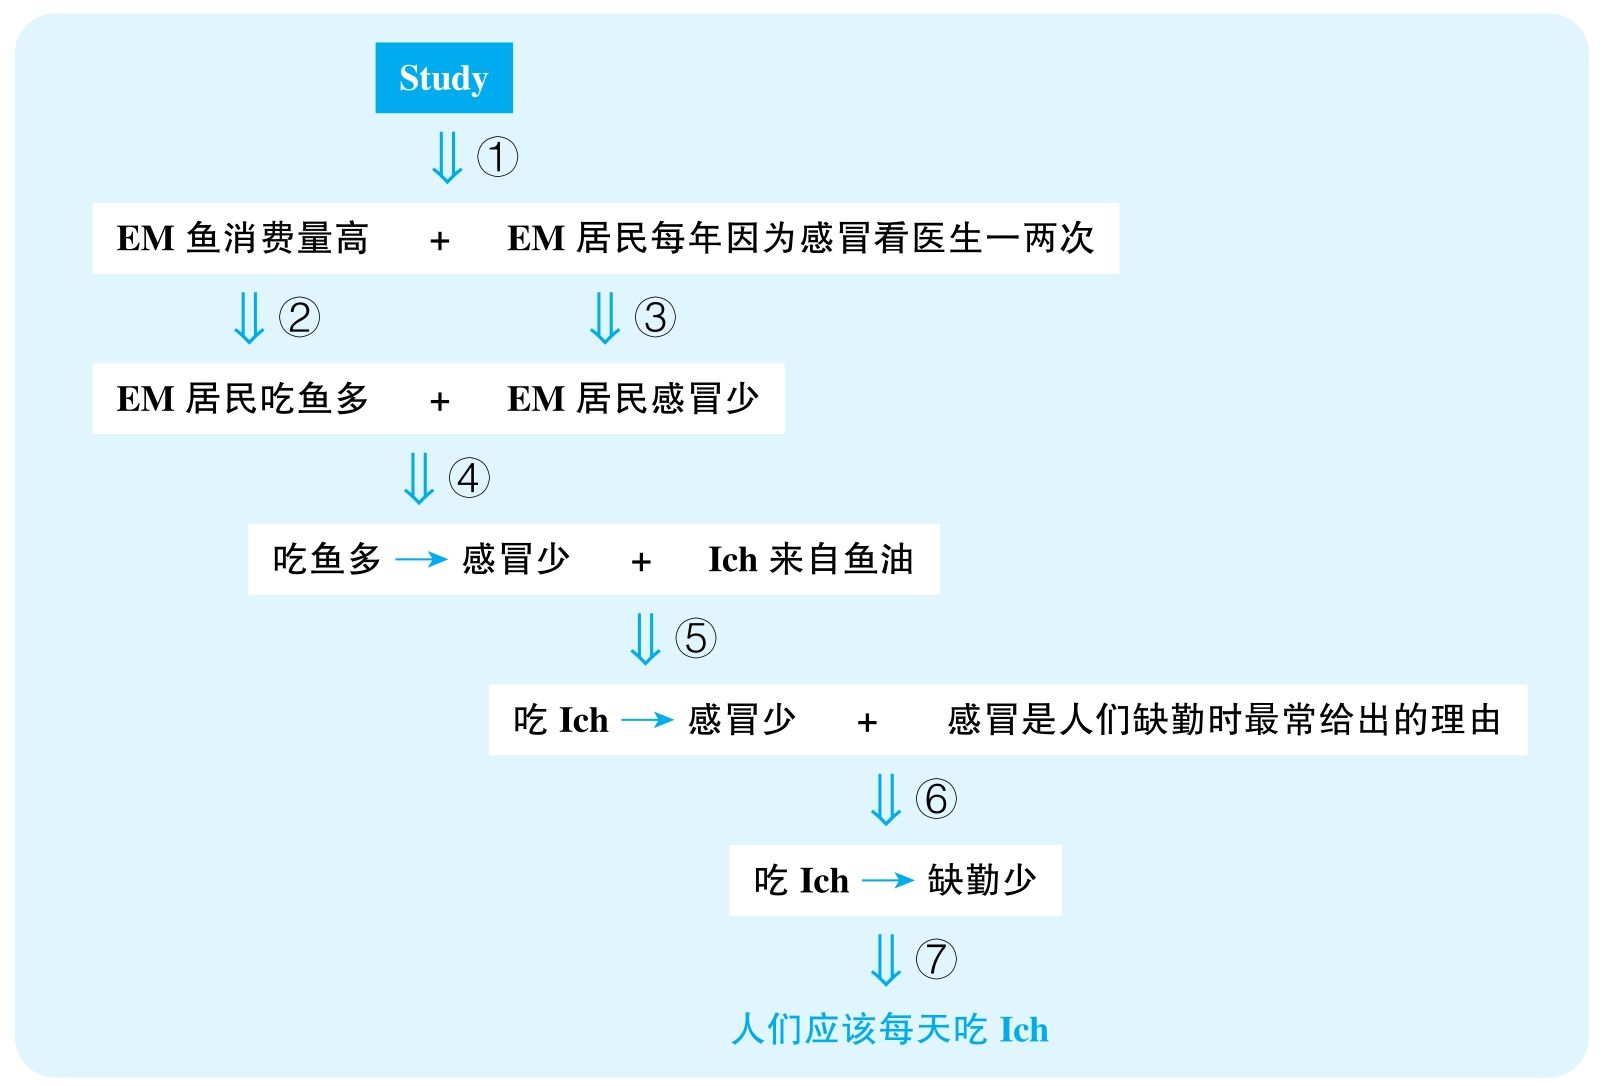 Study
①
EM 鱼消费量高 + EM 居民每年因为感冒看医生一两次
② ③
EM 居民吃鱼多 + EM 居民感冒少
④
吃鱼多 → 感冒少 + Ich 来自鱼油
⑤
吃 Ich → 感冒少 + 感冒是人们缺勤时最常给出的理由
⑥
吃 Ich → 缺勤少
⑦
人们应该每天吃 Ich